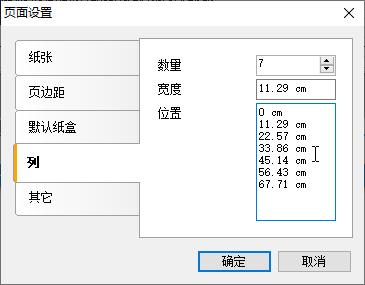 页面设置
纸张
页边距
默认纸盒
列
其它
数量 7
宽度 11.29 cm
位置
0 cm
11.29 cm
22.57 cm
33.86 cm
45.14 cm
56.43 cm
67.71 cm
确定 取消